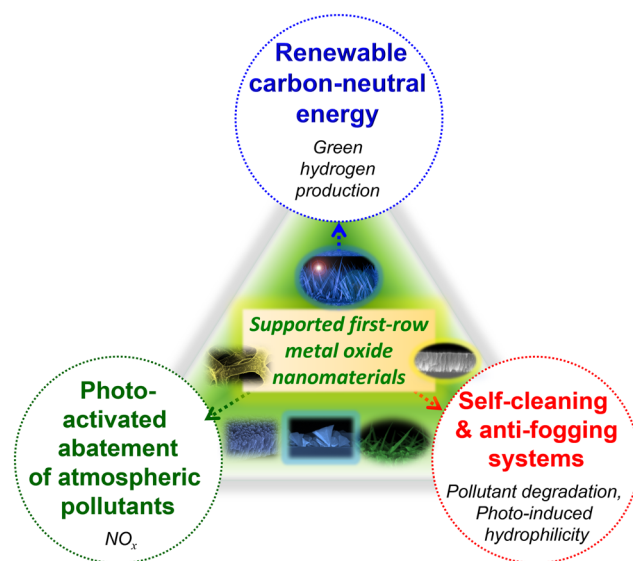 Renewable
carbon-neutral
energy
Green
hydrogen
production
Supported first-row
metal oxide
nanomaterials
Photo-
activated
abatement
of atmospheric
pollutants
NOx
Self-cleaning
& anti-fogging
systems
Pollutant degradation,
Photo-induced
hydrophilicity